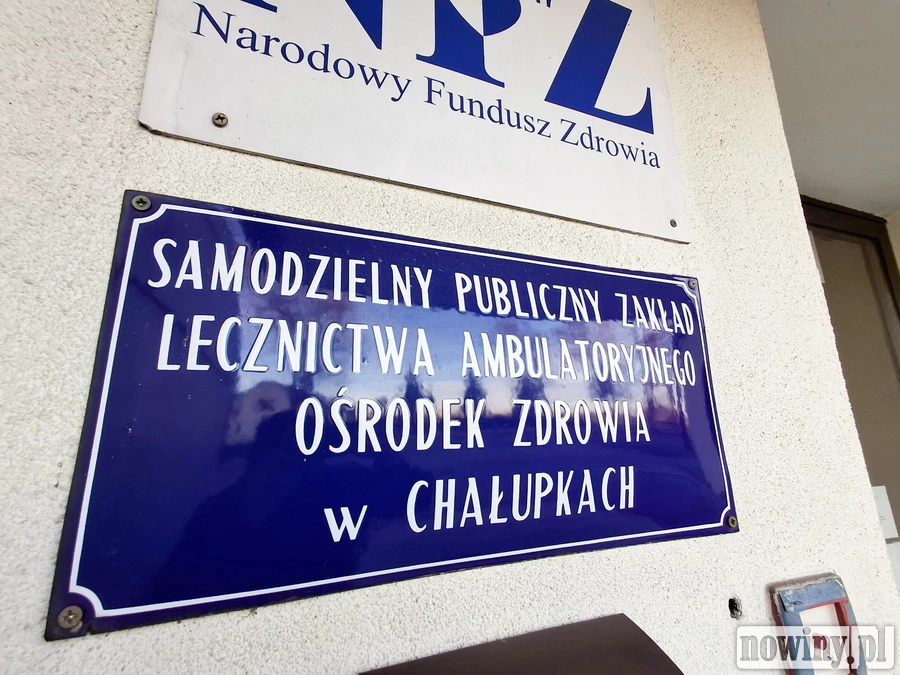 Narodowy Fundusz Zdrowia
SAMODZIELNY PUBLICZNY ZAKŁAD
LECZNICTWA AMBULATORYJNEGO
OŚRODEK ZDROWIA
w CHAŁUPKACH
nowiny.pl